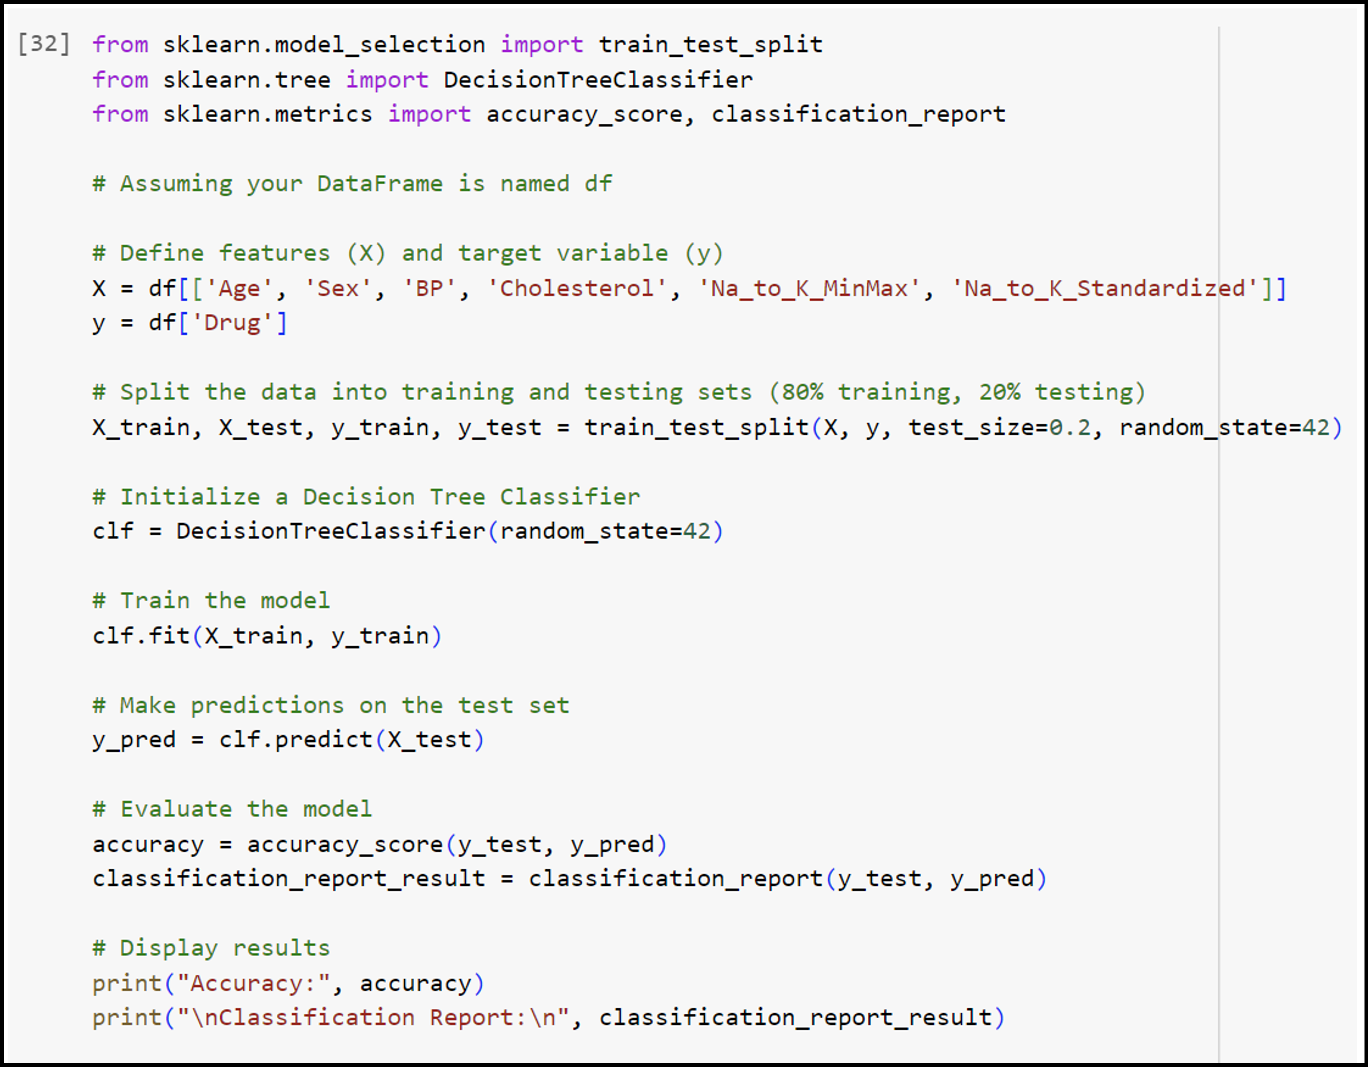 [32] from sklearn.model_selection import train_test_split
from sklearn.tree import DecisionTreeClassifier
from sklearn.metrics import accuracy_score, classification_report
# Assuming your DataFrame is named df
# Define features (X) and target variable (y)
X = df[['Age', 'Sex', 'BP', 'Cholesterol', 'Na_to_K_MinMax', 'Na_to_K_Standardized']]
y = df['Drug']
# Split the data into training and testing sets (80% training, 20% testing)
X_train, X_test, y_train, y_test = train_test_split(X, y, test_size=0.2, random_state=42)
# Initialize a Decision Tree Classifier
clf = DecisionTreeClassifier(random_state=42)
# Train the model
clf.fit(X_train, y_train)
# Make predictions on the test set
y_pred = clf.predict(X_test)
# Evaluate the model
accuracy = accuracy_score(y_test, y_pred)
classification_report_result = classification_report(y_test, y_pred)
# Display results
print("Accuracy:", accuracy)
print("\nClassification Report:\n", classification_report_result)